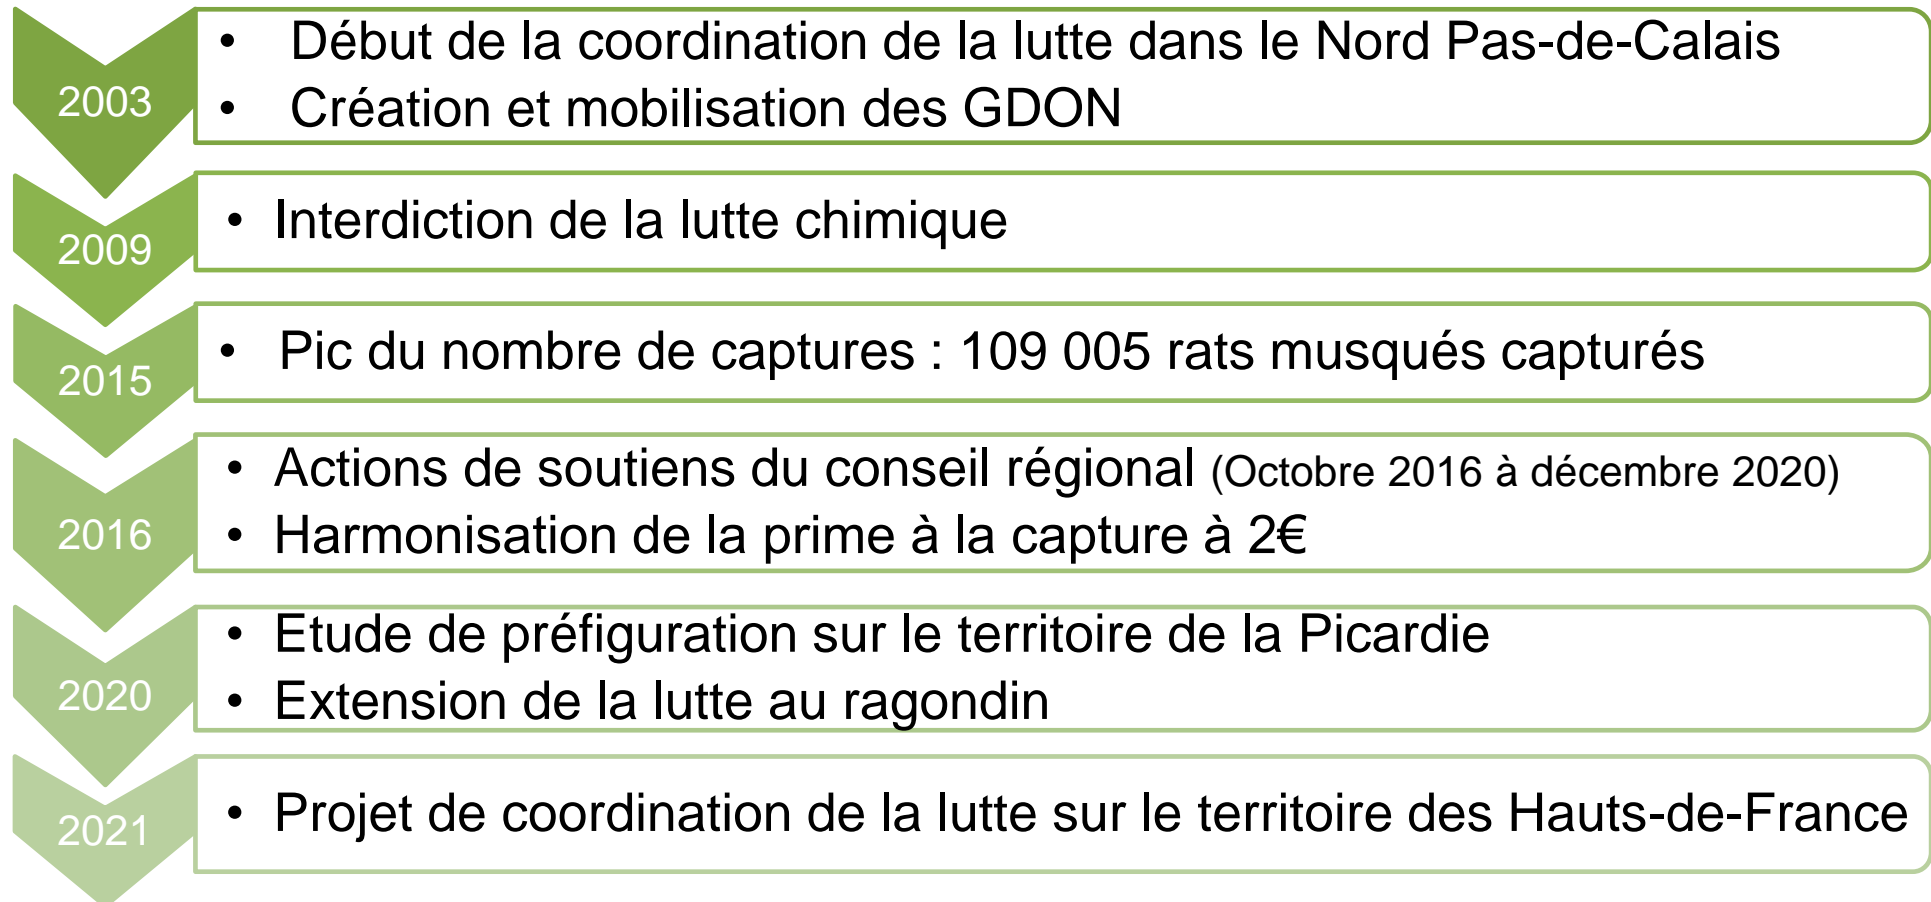 2003
• Début de la coordination de la lutte dans le Nord Pas-de-Calais
• Création et mobilisation des GDON
2009
• Interdiction de la lutte chimique
2015
• Pic du nombre de captures : 109 005 rats musqués capturés
2016
• Actions de soutiens du conseil régional (Octobre 2016 à décembre 2020)
• Harmonisation de la prime à la capture à 2€
2020
• Etude de préfiguration sur le territoire de la Picardie
• Extension de la lutte au ragondin
2021
• Projet de coordination de la lutte sur le territoire des Hauts-de-France